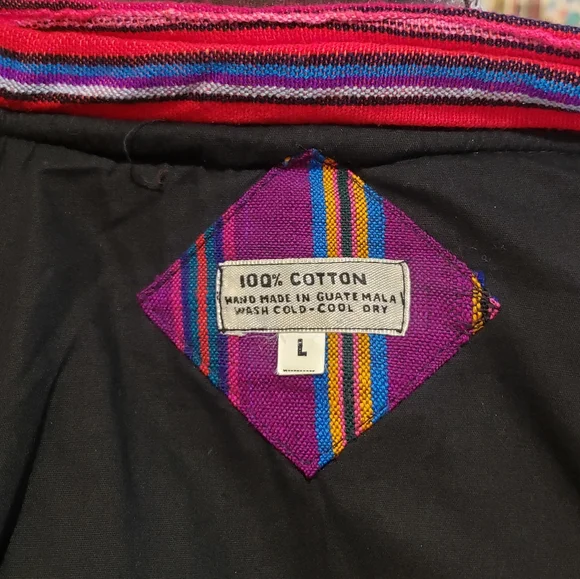 100% COTTON
HAND MADE IN GUATEMALA
WASH COLD-COOL DRY
L